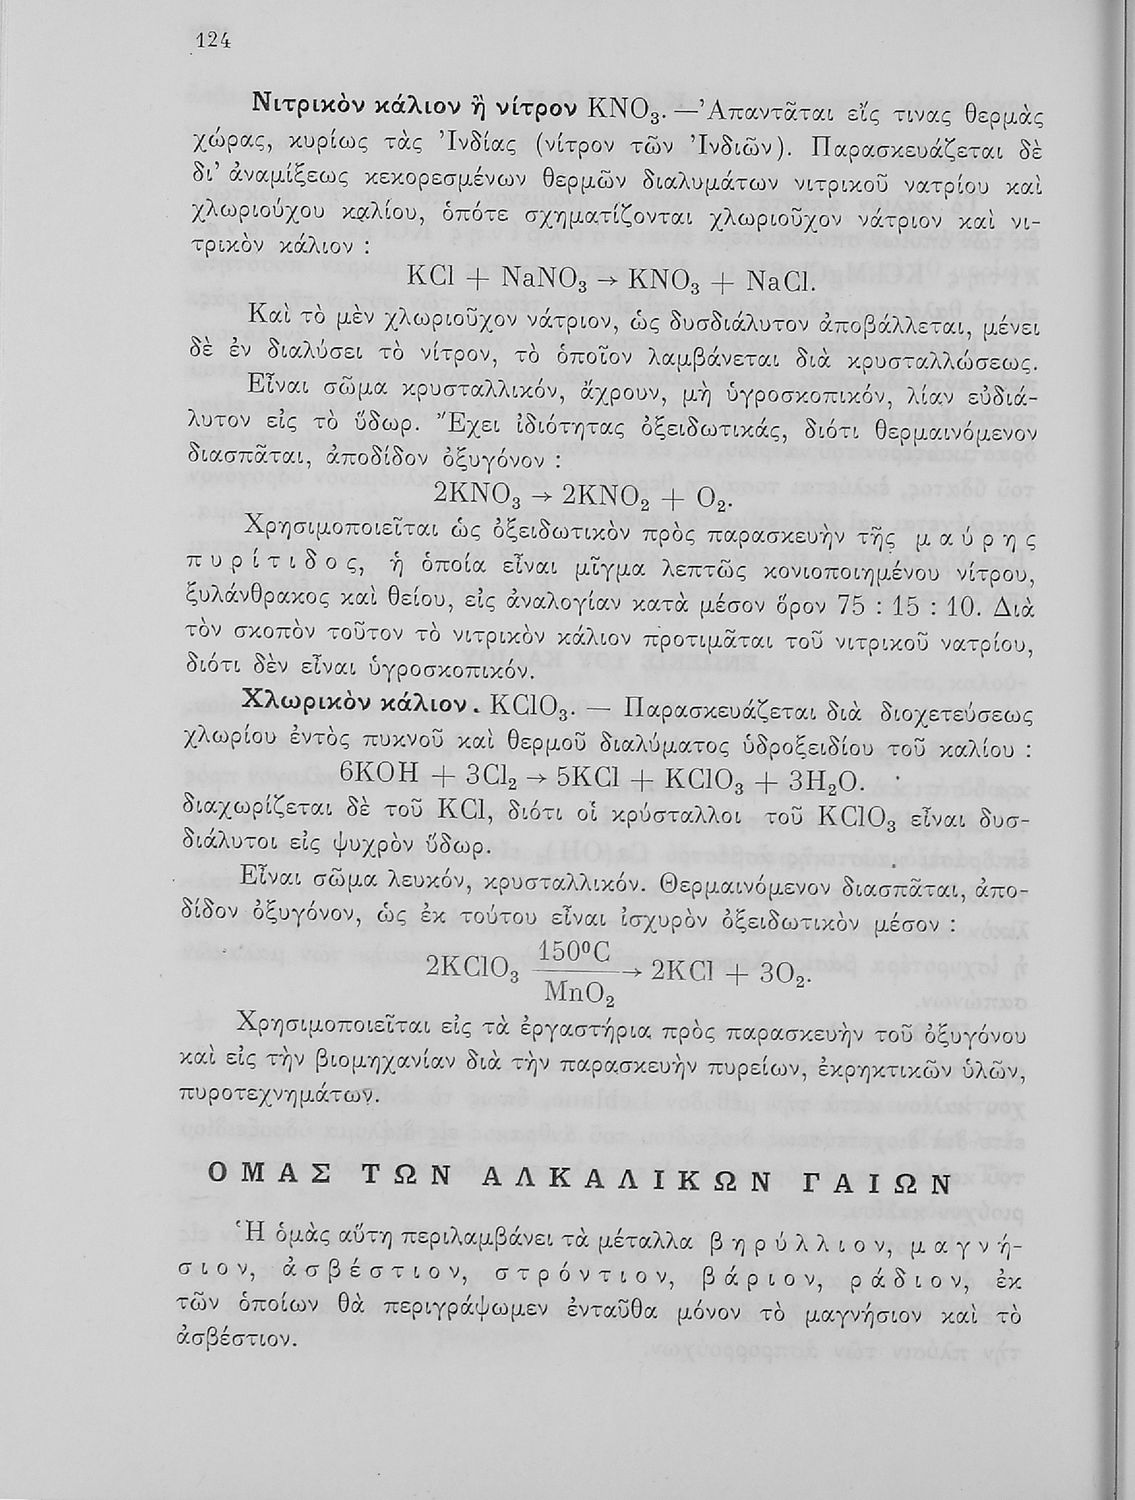 124
Νιτρικὸν κάλιον ἢ νίτρον KNO₃. —Ἀπαντᾶται εἴς τινας θερμὰς
χώρας, κυρίως τὰς Ἰνδίας (νίτρον τῶν Ἰνδιῶν). Παρασκευάζεται δὲ
δι’ ἀναμίξεως κεκορεσμένων θερμῶν διαλυμάτων νιτρικοῦ νατρίου καὶ
χλωριούχου καλίου, ὁπότε σχηματίζονται χλωριοῦχον νάτριον καὶ νι-
τρικὸν κάλιον :
KCl + NaNO₃ → KNO₃ + NaCl.
Καὶ τὸ μὲν χλωριοῦχον νάτριον, ὡς δυσδιάλυτον ἀποβάλλεται, μένει
δὲ ἐν διαλύσει τὸ νίτρον, τὸ ὁποῖον λαμβάνεται διὰ κρυσταλλώσεως.
Εἶναι σῶμα κρυσταλλικόν, ἄχρουν, μὴ ὑγροσκοπικόν, λίαν εὐδιά-
λυτον εἰς τὸ ὕδωρ. Ἔχει ἰδιότητας ὀξειδωτικάς, διότι θερμαινόμενον
διασπᾶται, ἀποδίδον ὀξυγόνον :
2KNO₃ → 2KNO₂ + O₂.
Χρησιμοποιεῖται ὡς ὀξειδωτικὸν πρὸς παρασκευὴν τῆς μαύρης
πυρίτιδος, ἡ ὁποία εἶναι μῖγμα λεπτῶς κονιοποιημένου νίτρου,
ξυλάνθρακος καὶ θείου, εἰς ἀναλογίαν κατὰ μέσον ὅρον 75 : 15 : 10. Διὰ
τὸν σκοπὸν τοῦτον τὸ νιτρικὸν κάλιον προτιμᾶται τοῦ νιτρικοῦ νατρίου,
διότι δὲν εἶναι ὑγροσκοπικόν.
Χλωρικὸν κάλιον. KClO₃. — Παρασκευάζεται διὰ διοχετεύσεως
χλωρίου ἐντὸς πυκνοῦ καὶ θερμοῦ διαλύματος ὑδροξειδίου τοῦ καλίου :
6KOH + 3Cl₂ → 5KCl + KClO₃ + 3H₂O.
διαχωρίζεται δὲ τοῦ KCl, διότι οἱ κρύσταλλοι τοῦ KClO₃ εἶναι δυσ-
διάλυτοι εἰς ψυχρὸν ὕδωρ.
Εἶναι σῶμα λευκόν, κρυσταλλικόν. Θερμαινόμενον διασπᾶται, ἀπο-
δίδον ὀξυγόνον, ὡς ἐκ τούτου εἶναι ἰσχυρὸν ὀξειδωτικὸν μέσον :
150⁰C
2KClO₃ → 2KCl + 3O₂.
MnO₂
Χρησιμοποιεῖται εἰς τὰ ἐργαστήρια πρὸς παρασκευὴν τοῦ ὀξυγόνου
καὶ εἰς τὴν βιομηχανίαν διὰ τὴν παρασκευὴν πυρείων, ἐκρηκτικῶν ὑλῶν,
πυροτεχνημάτων.
ΟΜΑΣ ΤΩΝ ΑΛΚΑΛΙΚΩΝ ΓΑΙΩΝ
Ἡ ὁμὰς αὕτη περιλαμβάνει τὰ μέταλλα βηρύλλιον, μαγνή-
σιον, ἀσβέστιον, στρόντιον, βάριον, ράδιον, ἐκ
τῶν ὁποίων θὰ περιγράψωμεν ἐνταῦθα μόνον τὸ μαγνήσιον καὶ τὸ
ἀσβέστιον.